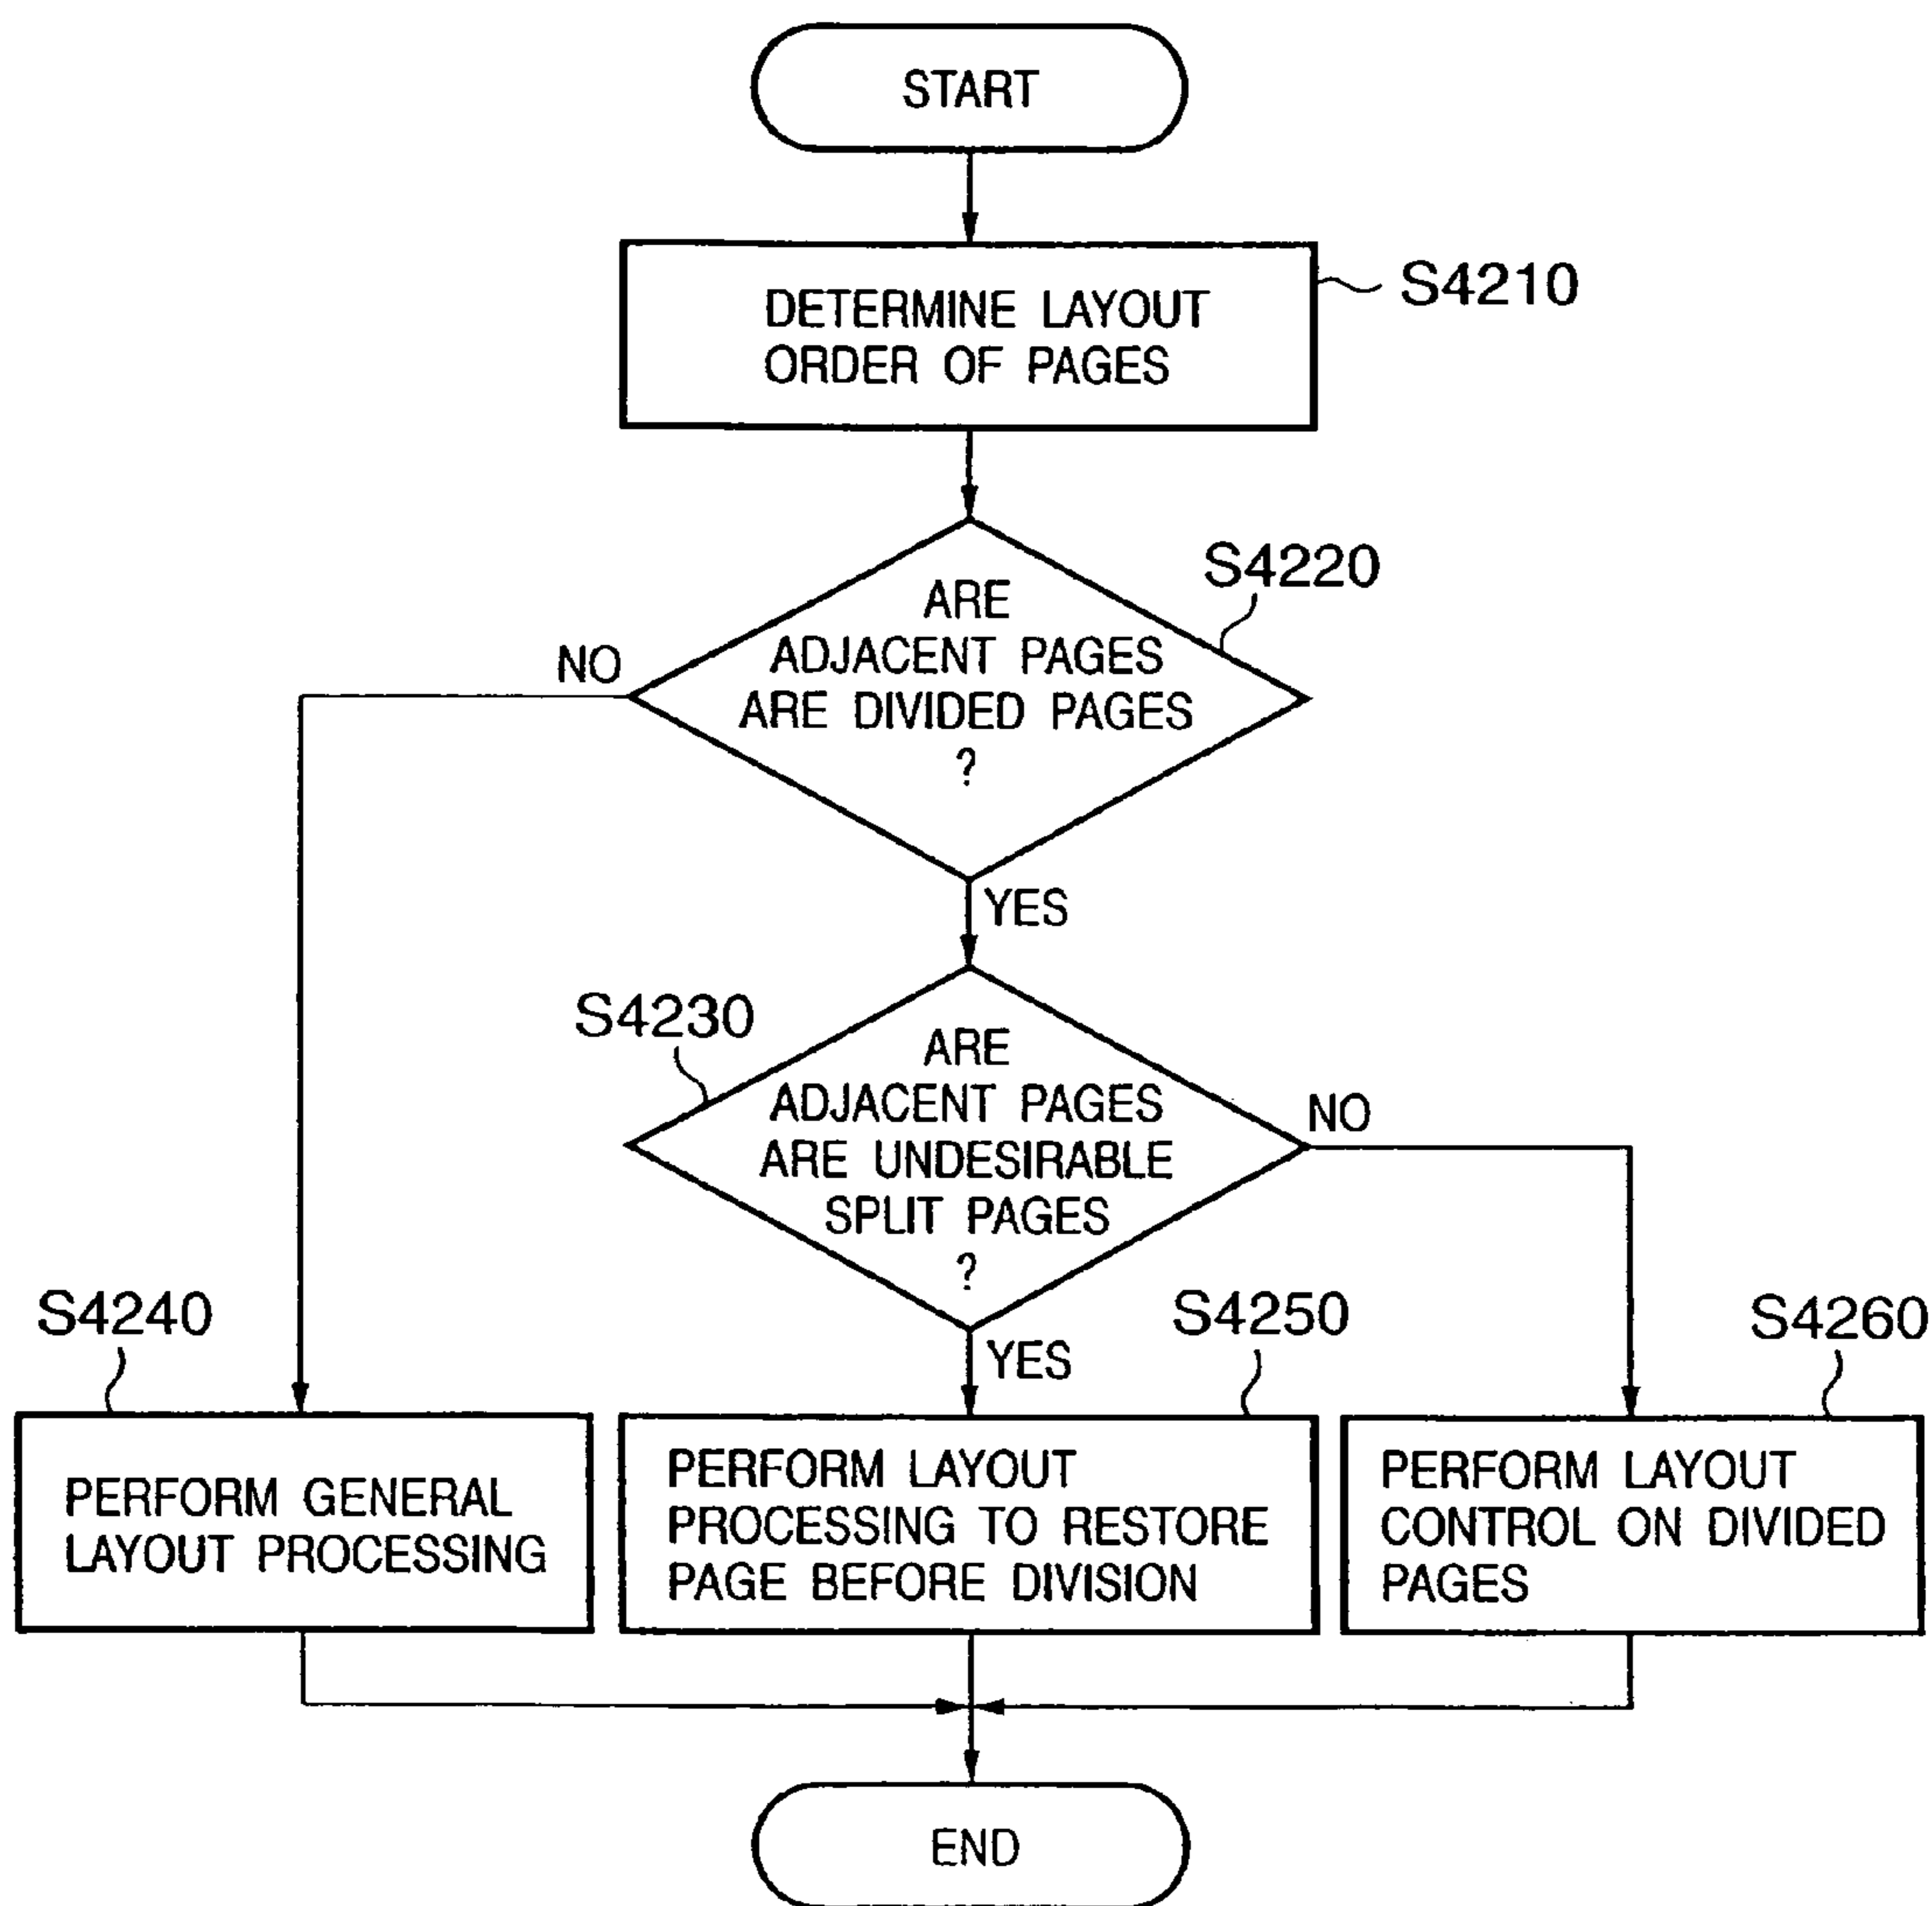 START
DETERMINE LAYOUT
ORDER OF PAGES
S4210
S4220
ARE
ADJACENT PAGES
ARE DIVIDED PAGES
?
NO
YES
S4230
ARE
ADJACENT PAGES
ARE UNDESIRABLE
SPLIT PAGES
?
NO
YES
S4240
PERFORM GENERAL
LAYOUT PROCESSING
S4250
PERFORM LAYOUT
PROCESSING TO RESTORE
PAGE BEFORE DIVISION
S4260
PERFORM LAYOUT
CONTROL ON DIVIDED
PAGES
END